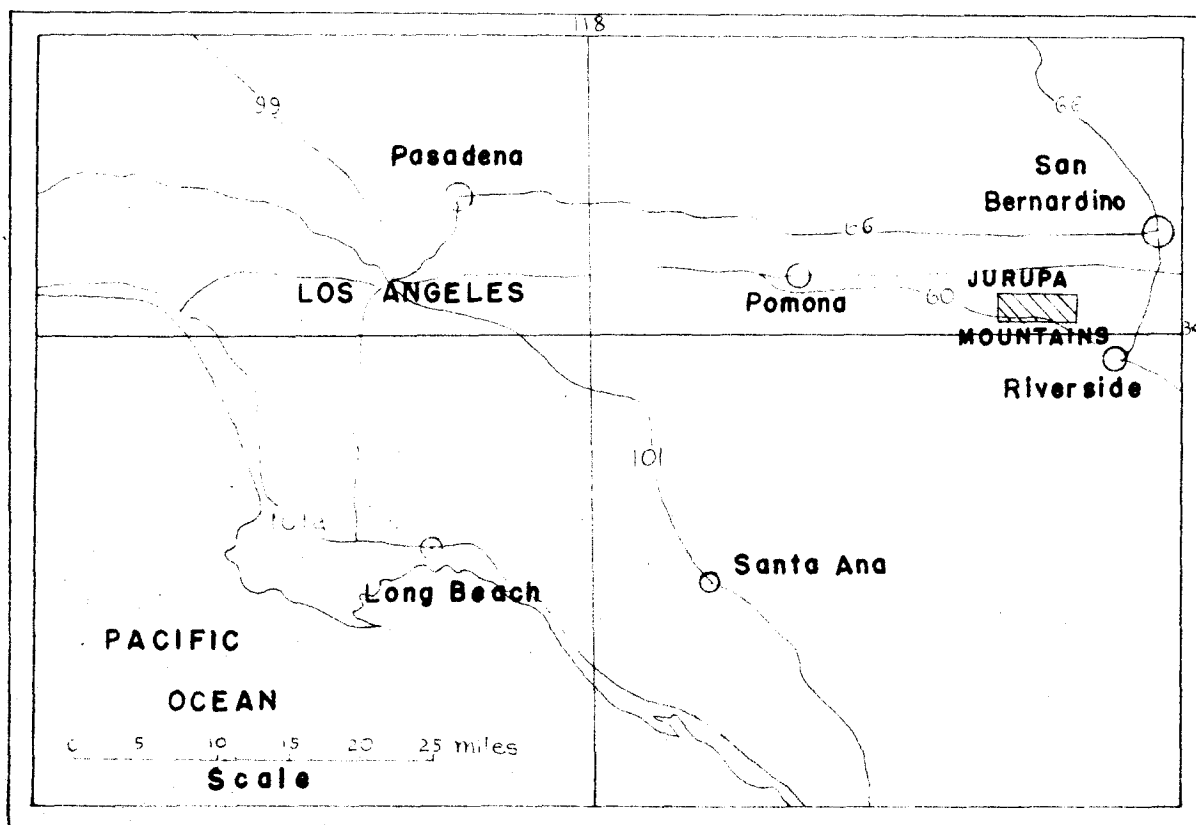 118
99
66
Pasadena
San
Bernardino
66
LOS ANGELES
Pomona
60
JURUPA
MOUNTAINS
Riverside
101
101A
Santa Ana
Long Beach
PACIFIC
OCEAN
0 5 10 15 20 25 miles
Scale